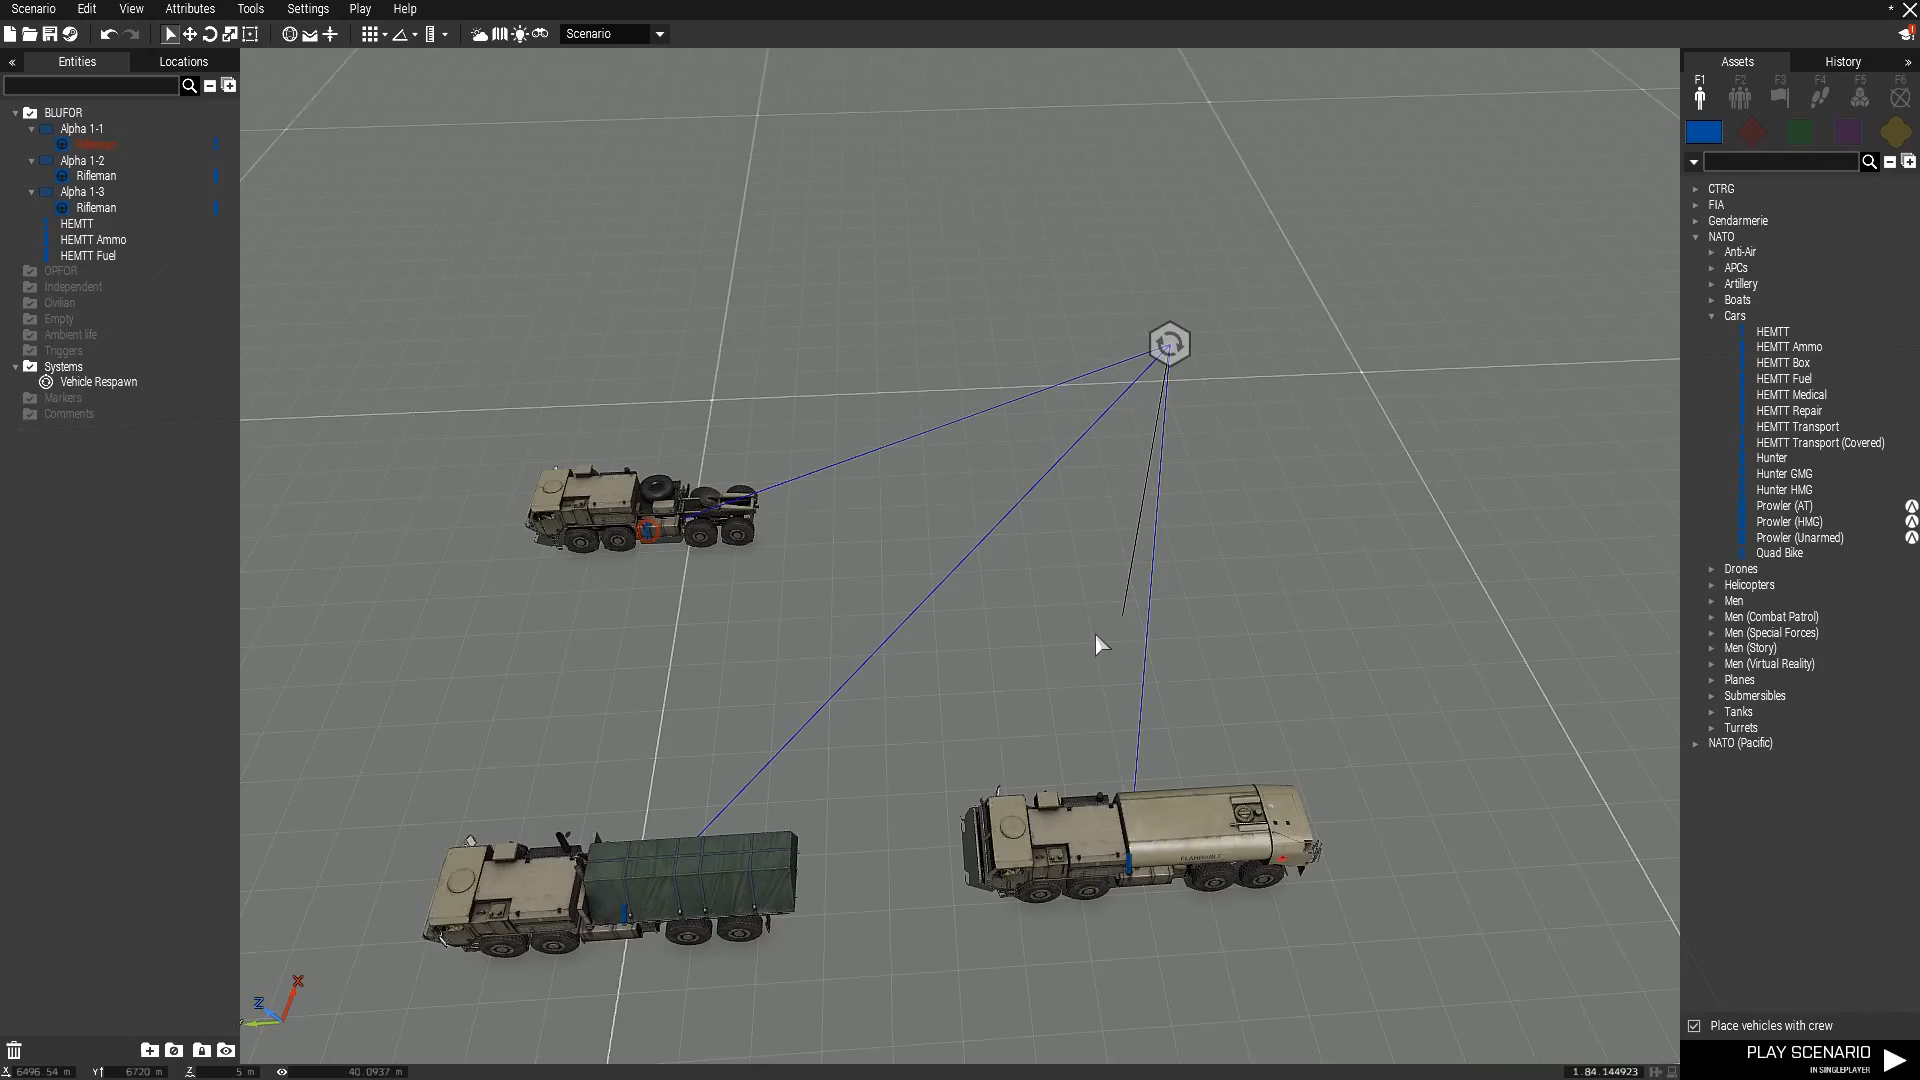 Scenario Edit View Attributes Tools Settings Play Help
Scenario
Entities Locations
BLUFOR
Alpha 1-1
Rifleman
Alpha 1-2
Rifleman
Alpha 1-3
Rifleman
HEMTT
HEMTT Ammo
HEMTT Fuel
OPFOR
Independent
Civilian
Empty
Ambient life
Triggers
Systems
Vehicle Respawn
Markers
Comments
X
Z
FLAMMABLE
Assets History
F1 F2 F3 F4 F5 F6
CTRG
FIA
Gendarmerie
NATO
Anti-Air
APCs
Artillery
Boats
Cars
HEMTT
HEMTT Ammo
HEMTT Box
HEMTT Fuel
HEMTT Medical
HEMTT Repair
HEMTT Transport
HEMTT Transport (Covered)
Hunter
Hunter GMG
Hunter HMG
Prowler (AT)
Prowler (HMG)
Prowler (Unarmed)
Quad Bike
Drones
Helicopters
Men
Men (Combat Patrol)
Men (Special Forces)
Men (Story)
Men (Virtual Reality)
Planes
Submersibles
Tanks
Turrets
NATO (Pacific)
Place vehicles with crew
PLAY SCENARIO
IN SINGLEPLAYER
X 6496.54 m Y 6720 m Z 5 m 40.0937 m 1.84.144923